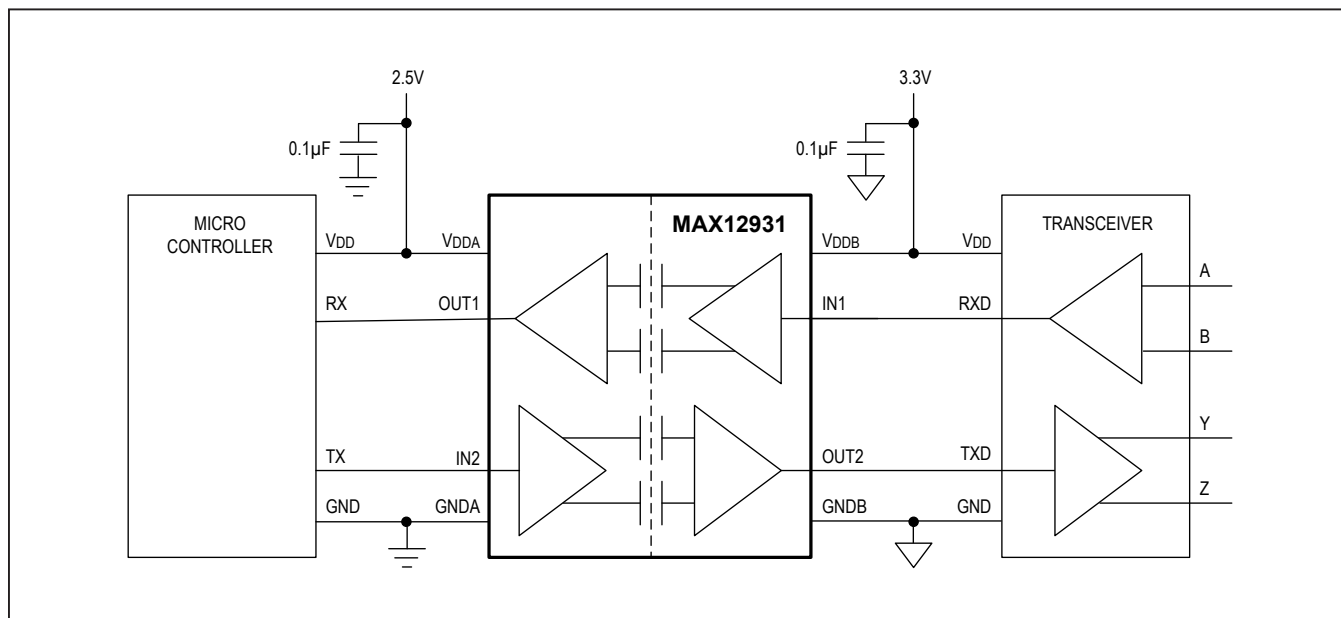 2.5V
3.3V
0.1µF
0.1µF
MICRO
CONTROLLER
MAX12931
TRANSCEIVER
VDD
VDDA
VDDB
VDD
A
RX
OUT1
IN1
RXD
B
Y
TX
IN2
OUT2
TXD
Z
GND
GNDA
GNDB
GND